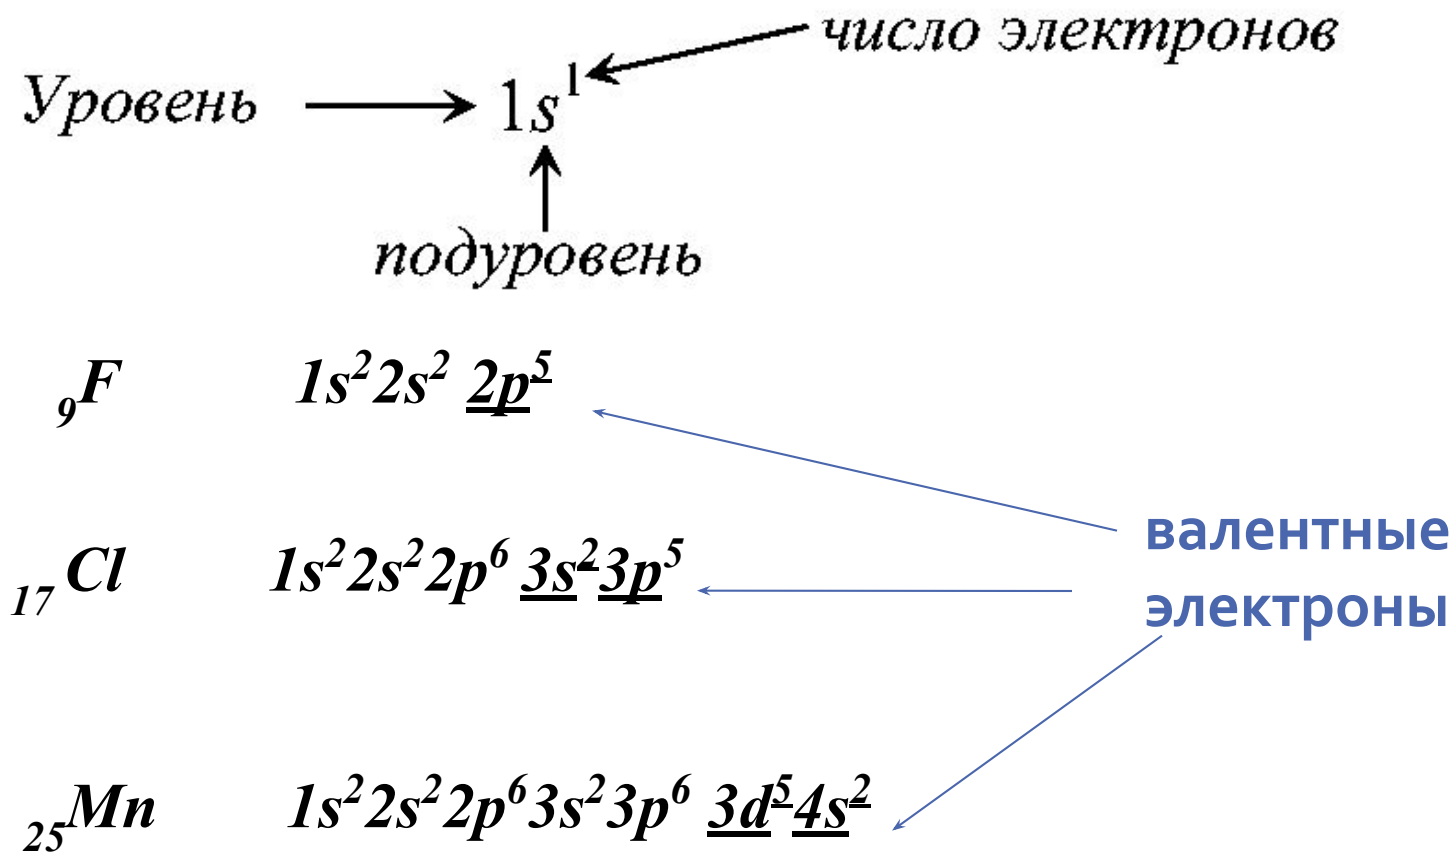 число электронов
Уровень 1s¹
подуровень
₉F 1s²2s² 2p⁵
₁₇Cl 1s²2s²2p⁶ 3s²3p⁵
валентные
электроны
₂₅Mn 1s²2s²2p⁶3s²3p⁶ 3d⁵4s²